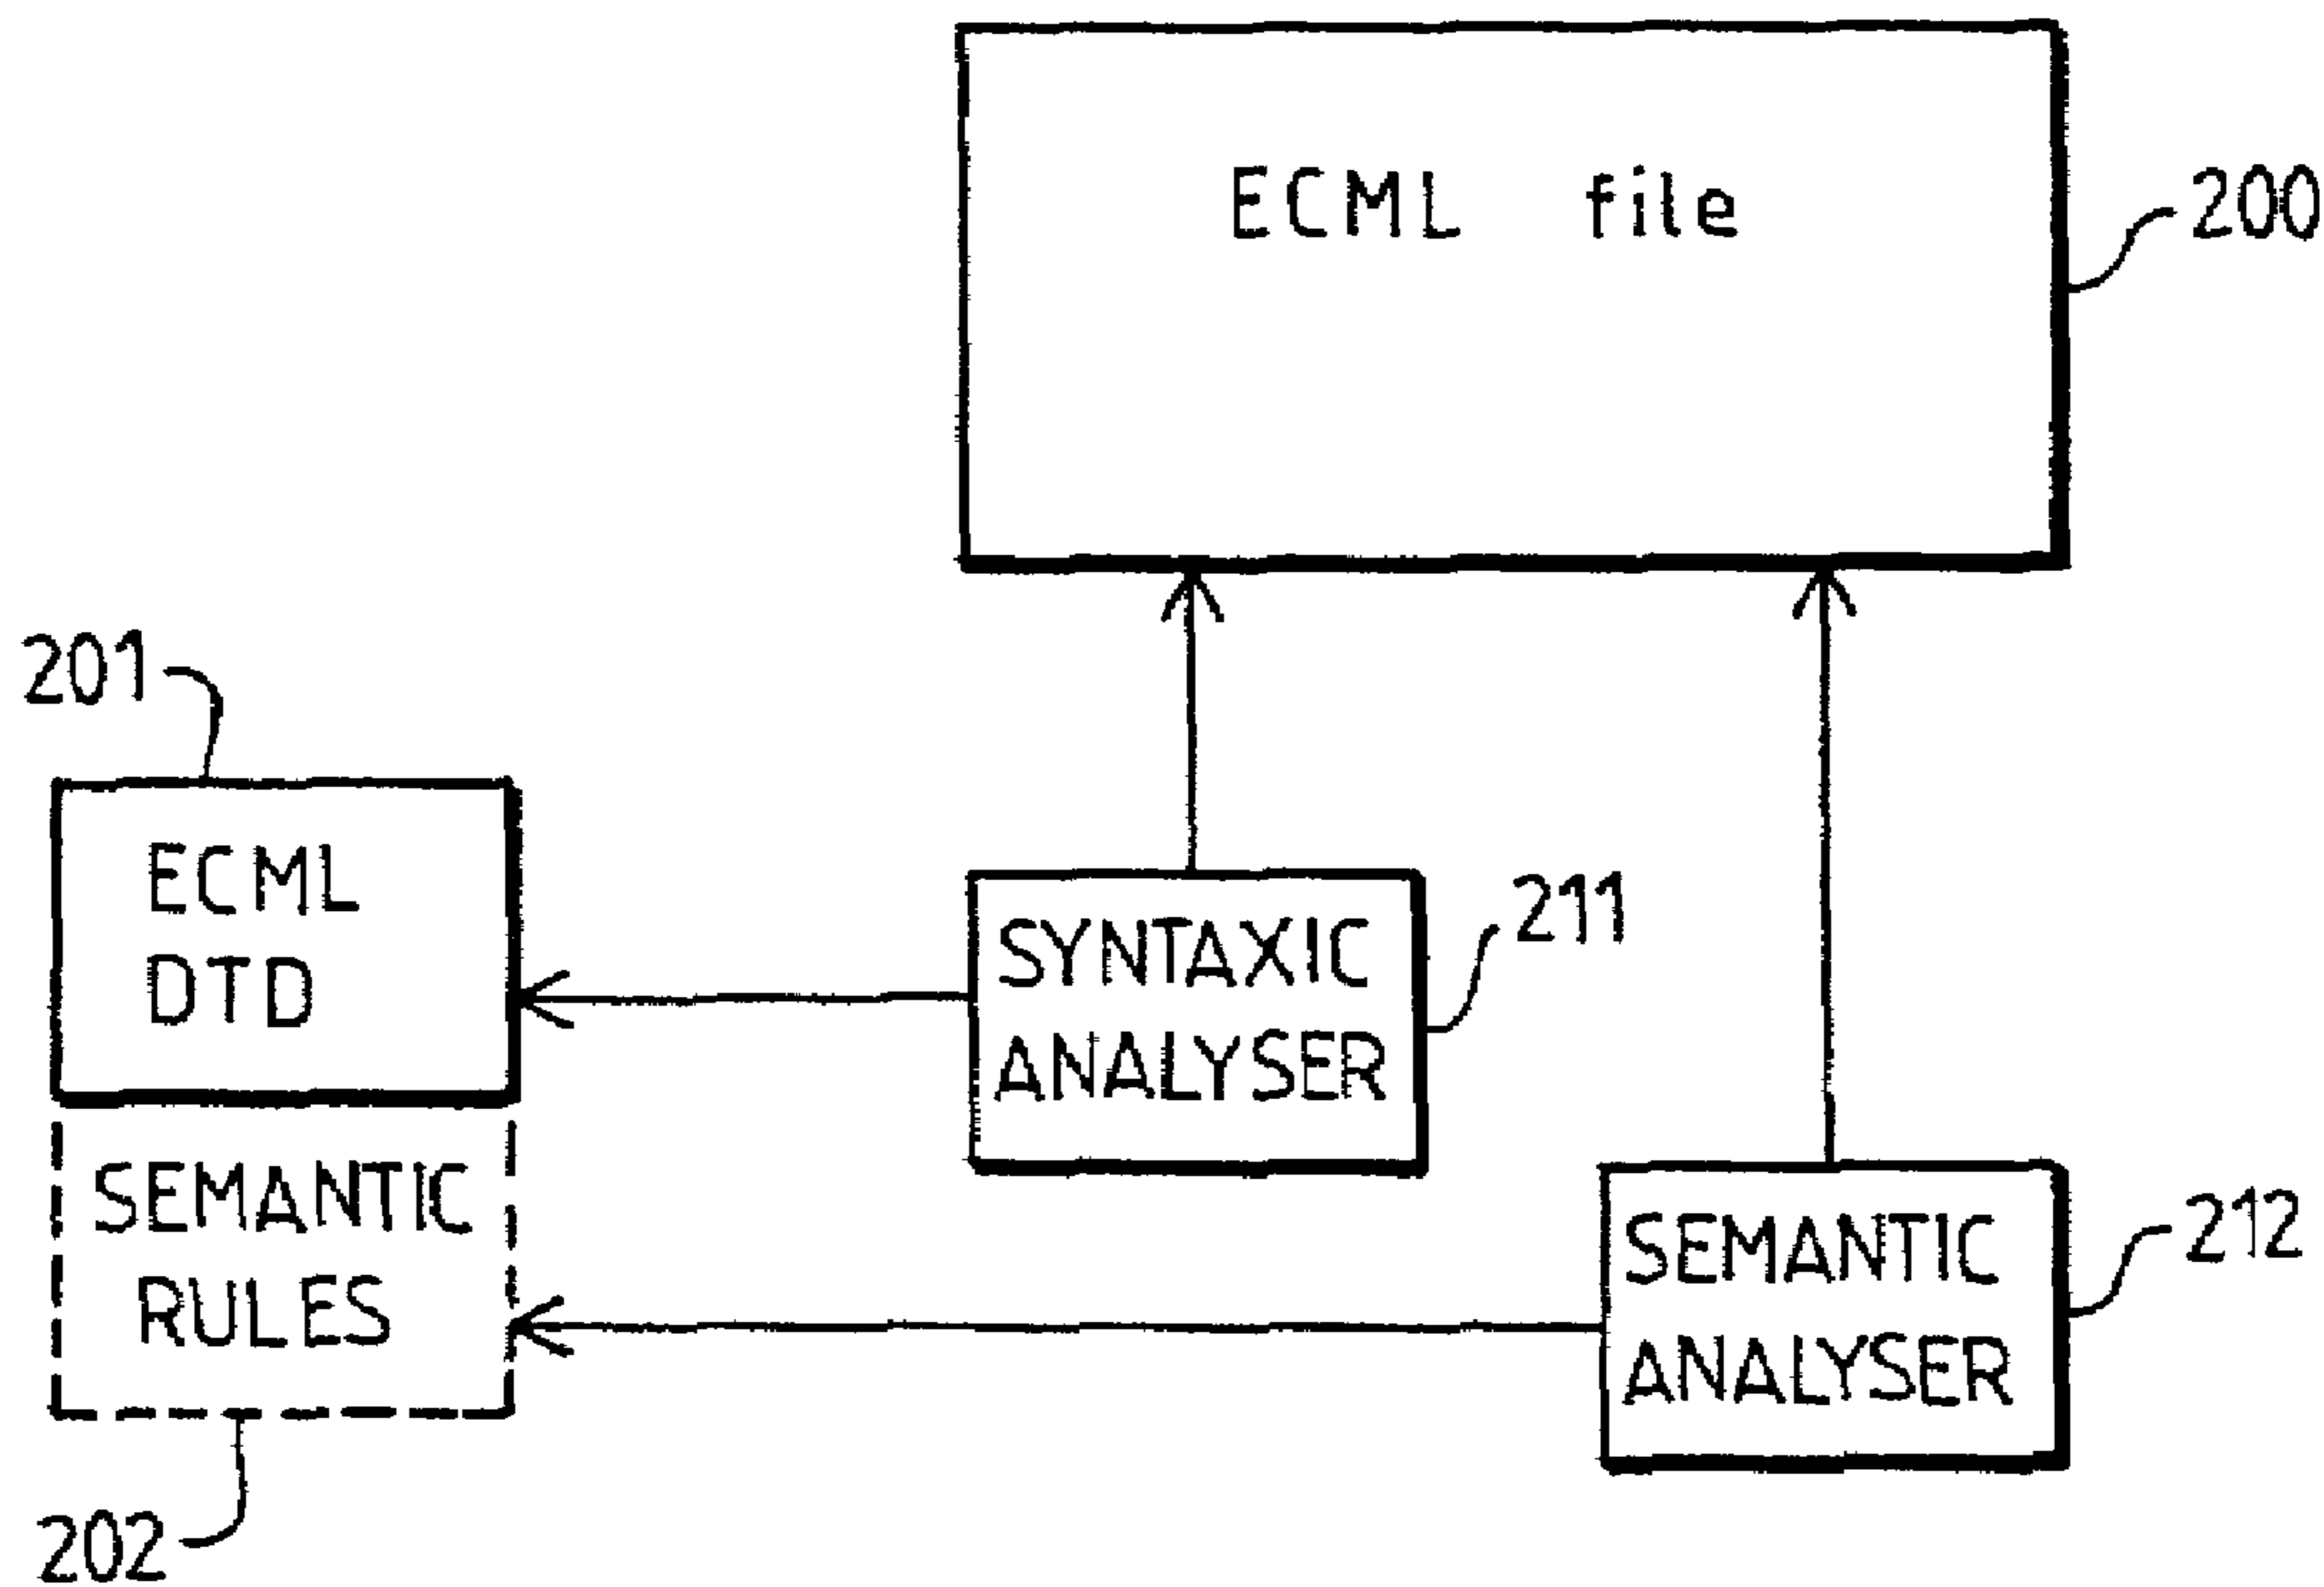 ECML file
200
201
ECML
DTD
SYNTAXIC
ANALYSER
211
SEMANTIC
RULES
SEMANTIC
ANALYSER
212
202